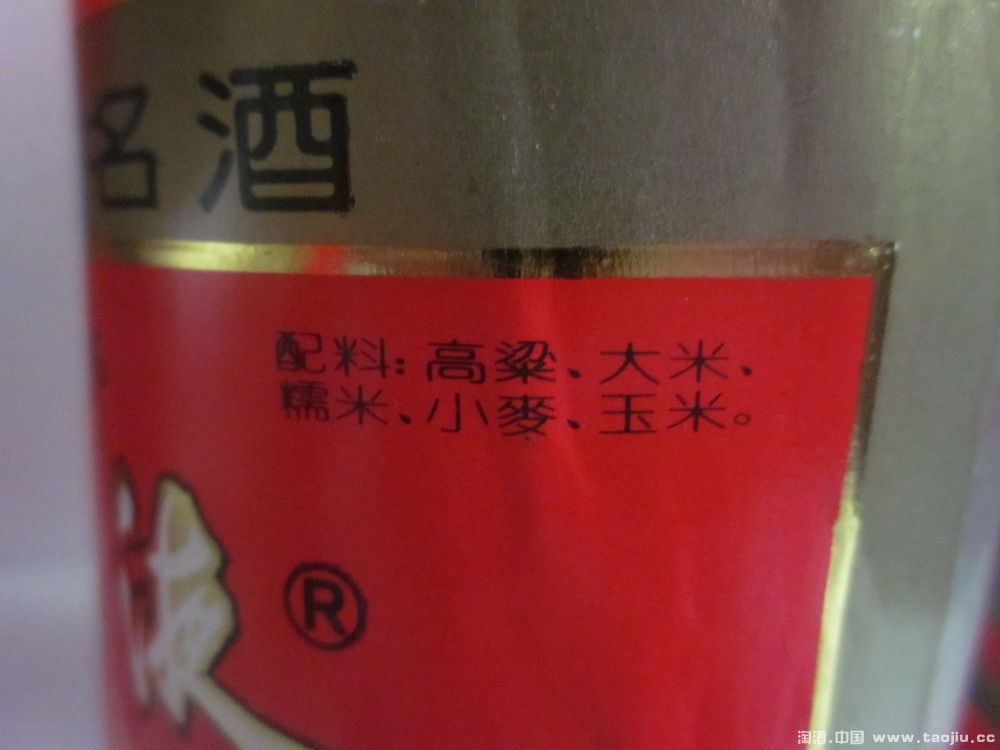 名酒
配料:高粱、大米、
糯米、小麥、玉米。
®
淘酒.中国 www.taojiu.cc